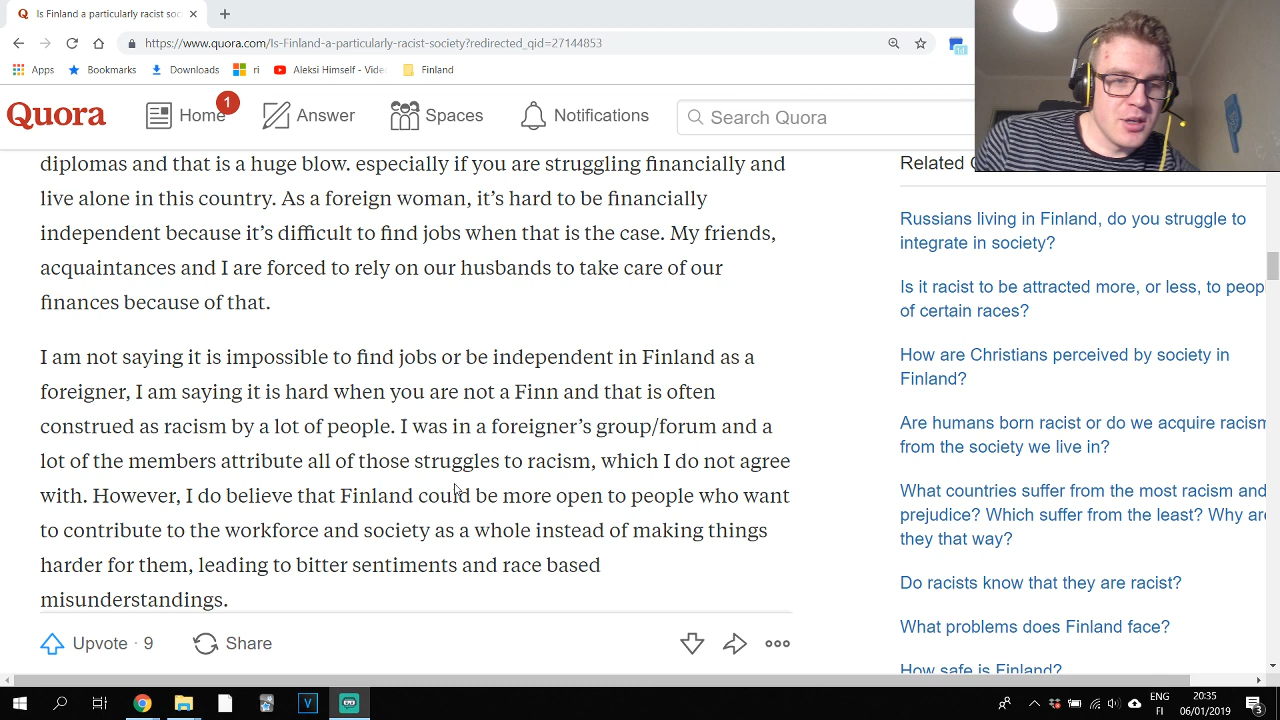 Is Finland a particularly racist soc
https://www.quora.com/Is-Finland-a-particularly-racist-society?redirected_qid=27144853
Apps Bookmarks Downloads ri Aleksi Himself - Vide Finland
Quora Home 1 Answer Spaces Notifications Search Quora
diplomas and that is a huge blow. especially if you are struggling financially and
live alone in this country. As a foreign woman, it's hard to be financially
independent because it's difficult to find jobs when that is the case. My friends,
acquaintances and I are forced to rely on our husbands to take care of our
finances because of that.
I am not saying it is impossible to find jobs or be independent in Finland as a
foreigner, I am saying it is hard when you are not a Finn and that is often
construed as racism by a lot of people. I was in a foreigner's group/forum and a
lot of the members attribute all of those struggles to racism, which I do not agree
with. However, I do believe that Finland could be more open to people who want
to contribute to the workforce and society as a whole instead of making things
harder for them, leading to bitter sentiments and race based
misunderstandings.
Upvote · 9 Share
Related
Russians living in Finland, do you struggle to
integrate in society?
Is it racist to be attracted more, or less, to peop
of certain races?
How are Christians perceived by society in
Finland?
Are humans born racist or do we acquire racism
from the society we live in?
What countries suffer from the most racism and
prejudice? Which suffer from the least? Why are
they that way?
Do racists know that they are racist?
What problems does Finland face?
How safe is Finland?
ENG
FI
20:35
06/01/2019
3